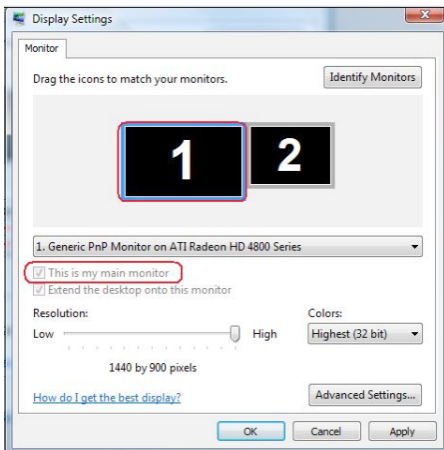 Display Settings
Monitor
Drag the icons to match your monitors. Identify Monitors
1 2
1. Generic PnP Monitor on ATI Radeon HD 4800 Series
This is my main monitor
Extend the desktop onto this monitor
Resolution: Colors:
Low High Highest (32 bit)
1440 by 900 pixels
How do I get the best display? Advanced Settings...
OK Cancel Apply